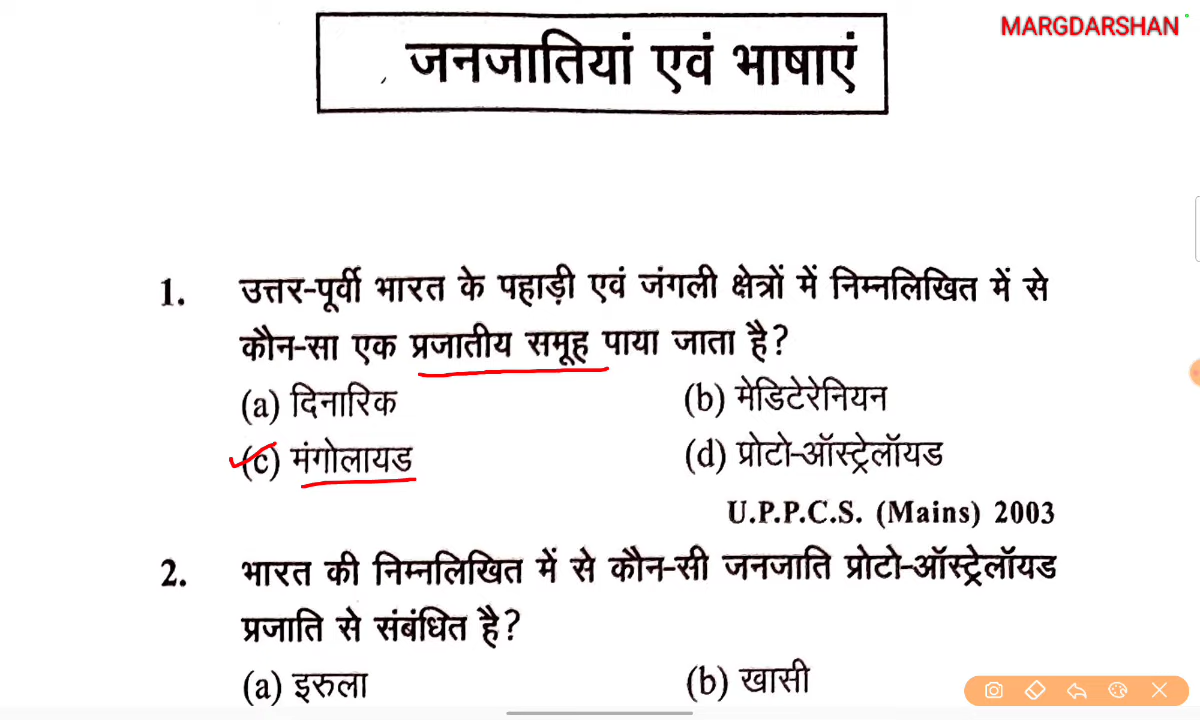 MARGDARSHAN
जनजातियां एवं भाषाएं
1. उत्तर-पूर्वी भारत के पहाड़ी एवं जंगली क्षेत्रों में निम्नलिखित में से
कौन-सा एक प्रजातीय समूह पाया जाता है?
(a) दिनारिक (b) मेडिटेरेनियन
(c) मंगोलायड (d) प्रोटो-ऑस्ट्रेलॉयड
U.P.P.C.S. (Mains) 2003
2. भारत की निम्नलिखित में से कौन-सी जनजाति प्रोटो-ऑस्ट्रेलॉयड
प्रजाति से संबंधित है?
(a) इरुला (b) खासी